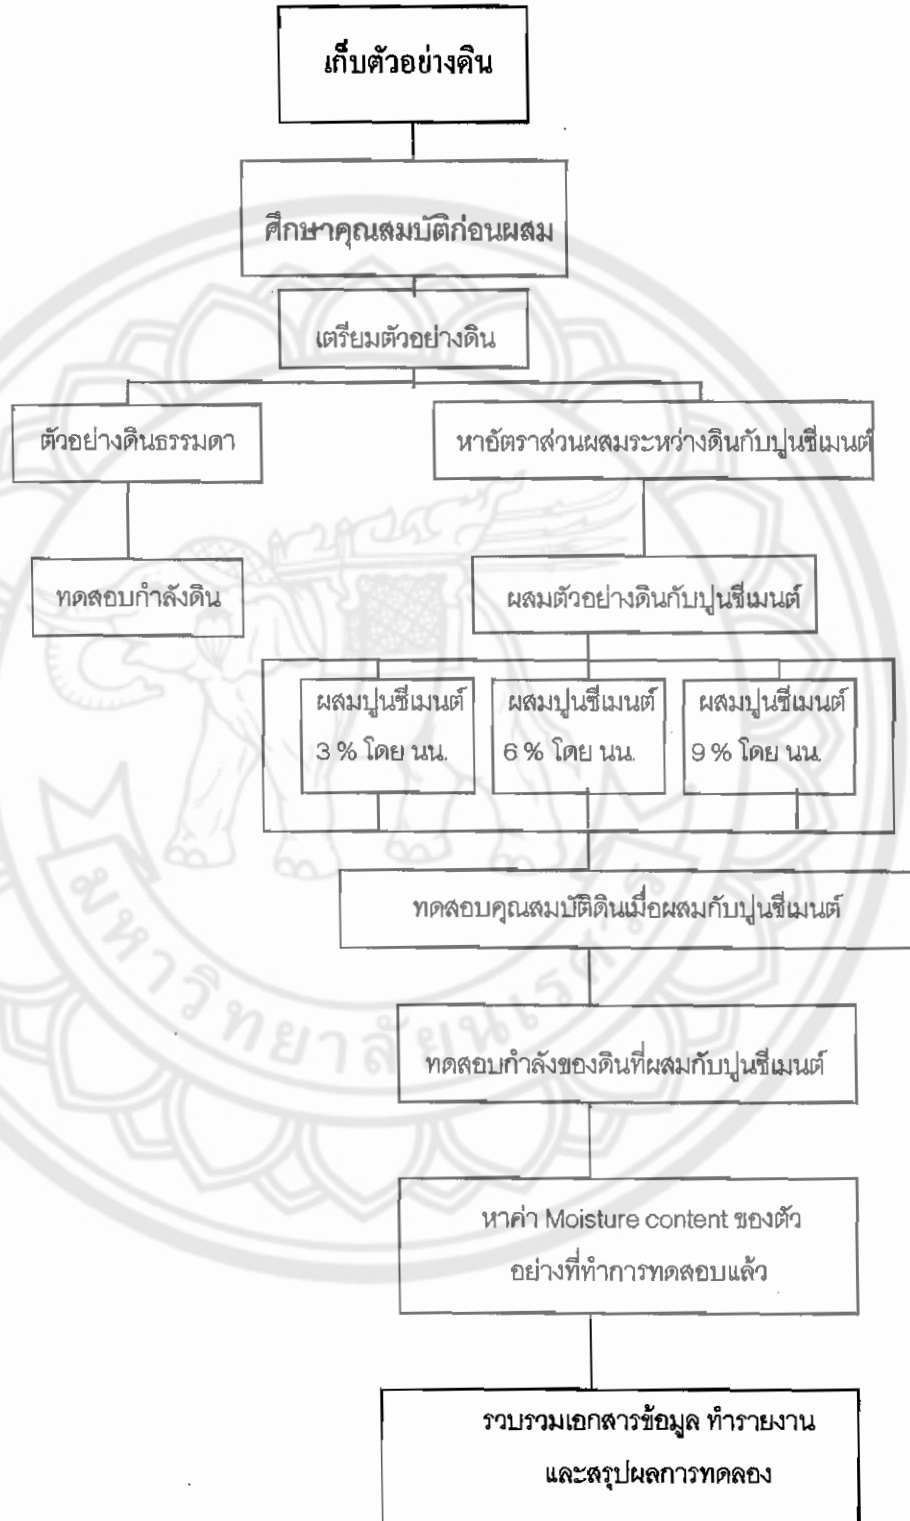 เก็บตัวอย่างดิน
ศึกษาคุณสมบัติก่อนผสม
เตรียมตัวอย่างดิน
ตัวอย่างดินธรรมดา
หาอัตราส่วนผสมระหว่างดินกับปูนซีเมนต์
ทดสอบกำลังดิน
ผสมตัวอย่างดินกับปูนซีเมนต์
ผสมปูนซีเมนต์
3 % โดย นน.
ผสมปูนซีเมนต์
6 % โดย นน.
ผสมปูนซีเมนต์
9 % โดย นน.
ทดสอบคุณสมบัติดินเมื่อผสมกับปูนซีเมนต์
ทดสอบกำลังของดินที่ผสมกับปูนซีเมนต์
หาค่า Moisture content ของตัว
อย่างที่ทำการทดสอบแล้ว
รวบรวมเอกสารข้อมูล ทำรายงาน
และสรุปผลการทดลอง
มหาวิทยาลัยนเรศวร